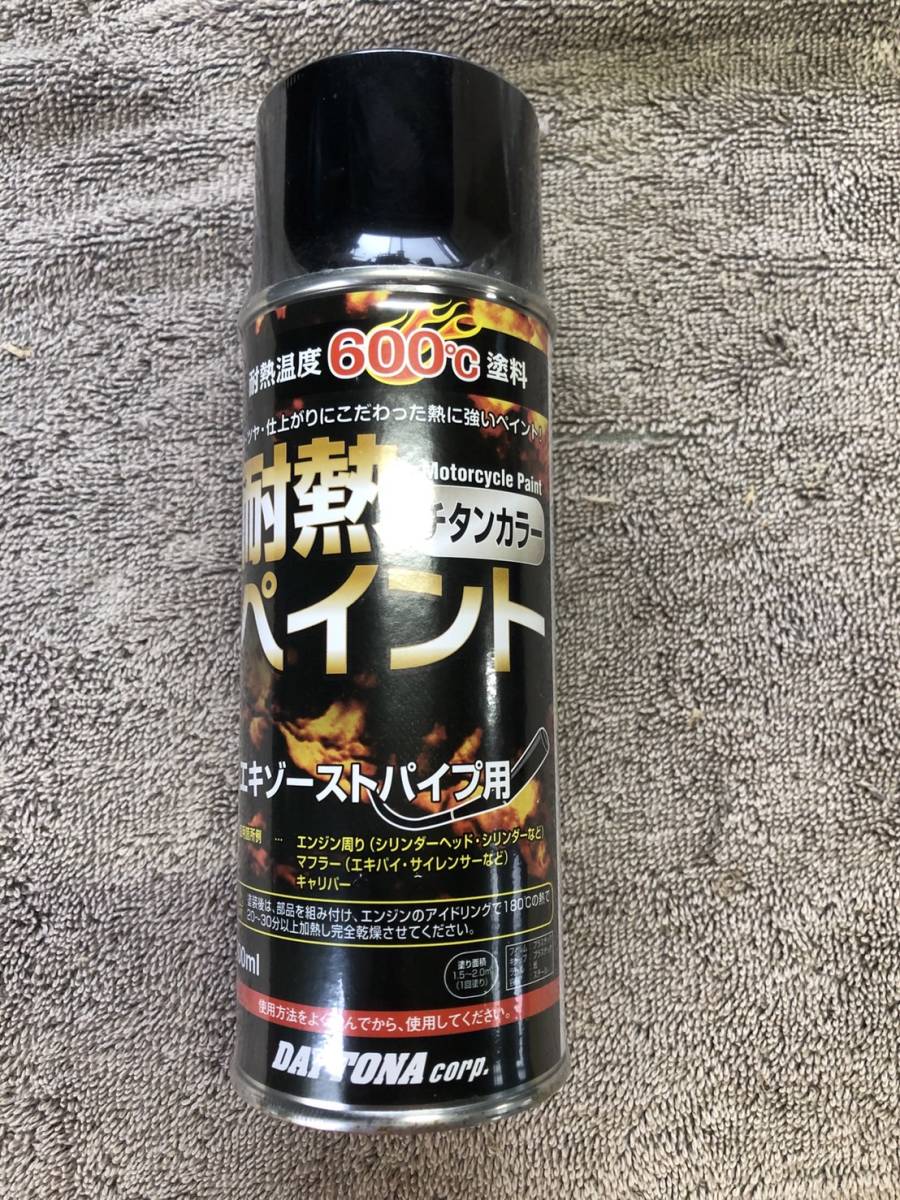 耐熱温度 600℃ 塗料
ツヤ・仕上がりにこだわった熱に強いペイント!
耐熱
Motorcycle Paint
チタンカラー
ペイント
エキゾーストパイプ用
… エンジン周り(シリンダーヘッド・シリンダーなど)
マフラー(エキパイ・サイレンサーなど)
キャリパー
塗装後は、部品を組み付け、エンジンのアイドリングで180℃の熱で
20~30分以上加熱し完全乾燥させてください。
塗り面積
1.5~2.0m
(1回塗り)
使用方法をよく読んでから、使用してください。
DAYTONA corp.